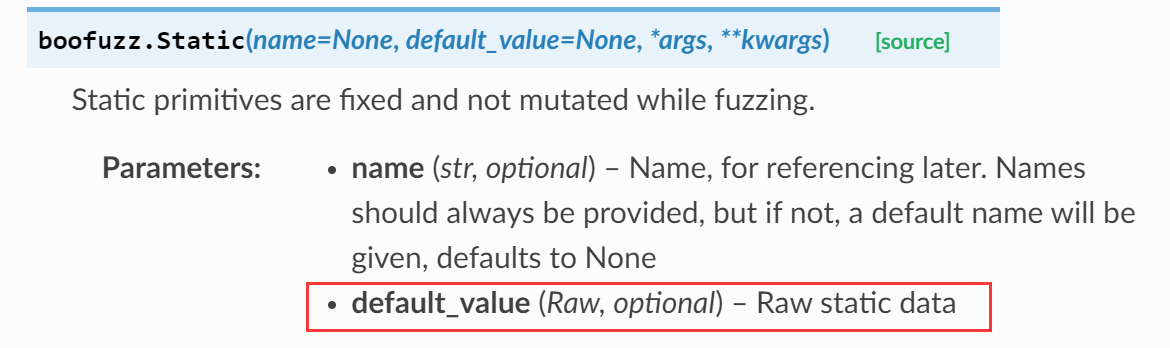 boofuzz.Static(name=None, default_value=None, *args, **kwargs) [source]
Static primitives are fixed and not mutated while fuzzing.
Parameters: • name (str, optional) – Name, for referencing later. Names
should always be provided, but if not, a default name will be
given, defaults to None
• default_value (Raw, optional) – Raw static data